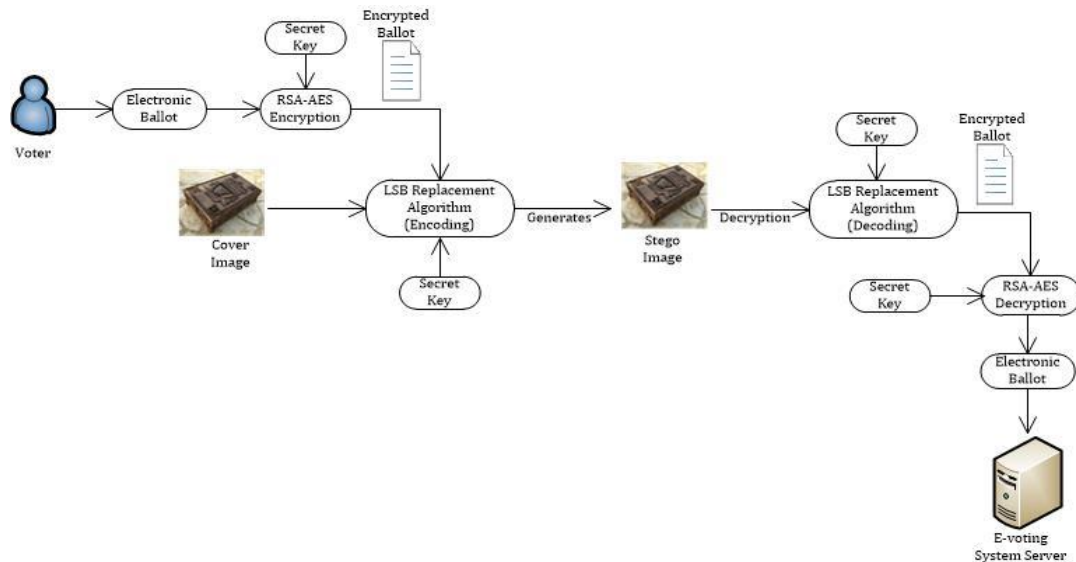 Secret
Key
Encrypted
Ballot
Voter
Electronic
Ballot
RSA-AES
Encryption
Cover
Image
LSB Replacement
Algorithm
(Encoding)
Secret
Key
Generates
Stego
Image
Decryption
Secret
Key
LSB Replacement
Algorithm
(Decoding)
Encrypted
Ballot
Secret
Key
RSA-AES
Decryption
Electronic
Ballot
E-voting
System Server